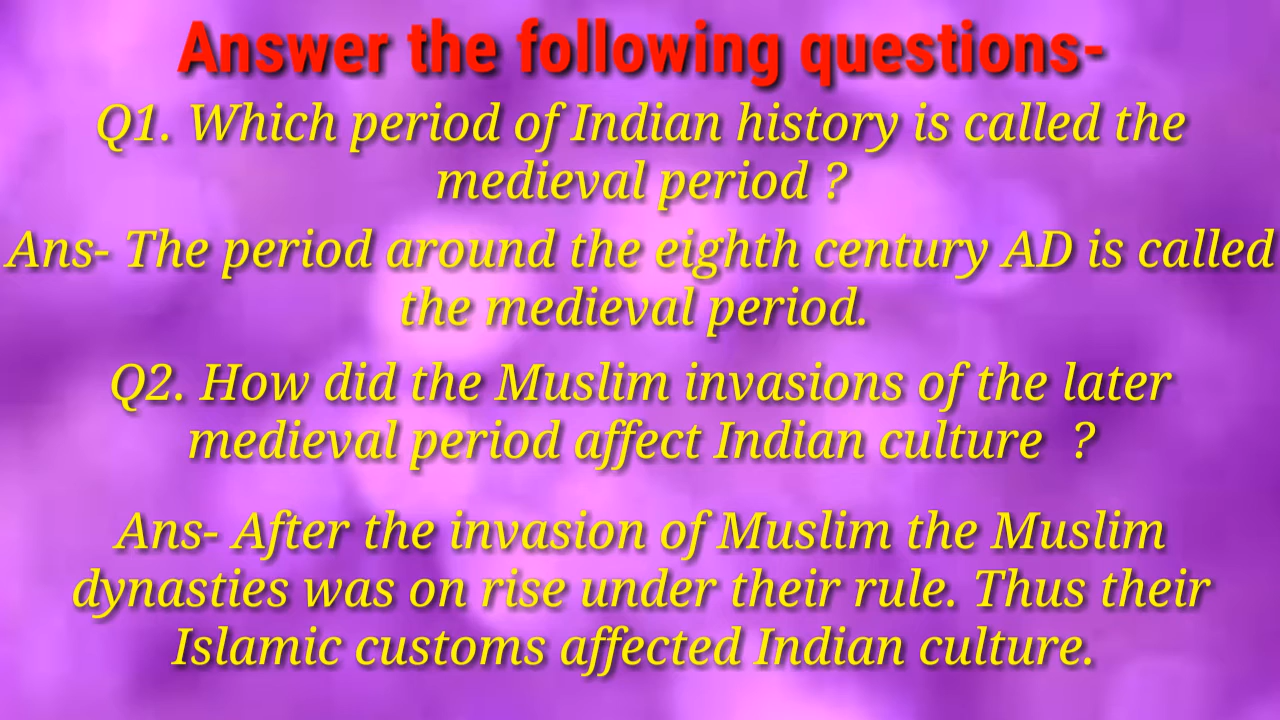 Answer the following questions-
Q1. Which period of Indian history is called the
medieval period ?
Ans- The period around the eighth century AD is called
the medieval period.
Q2. How did the Muslim invasions of the later
medieval period affect Indian culture  ?
Ans- After the invasion of Muslim the Muslim
dynasties was on rise under their rule. Thus their
Islamic customs affected Indian culture.